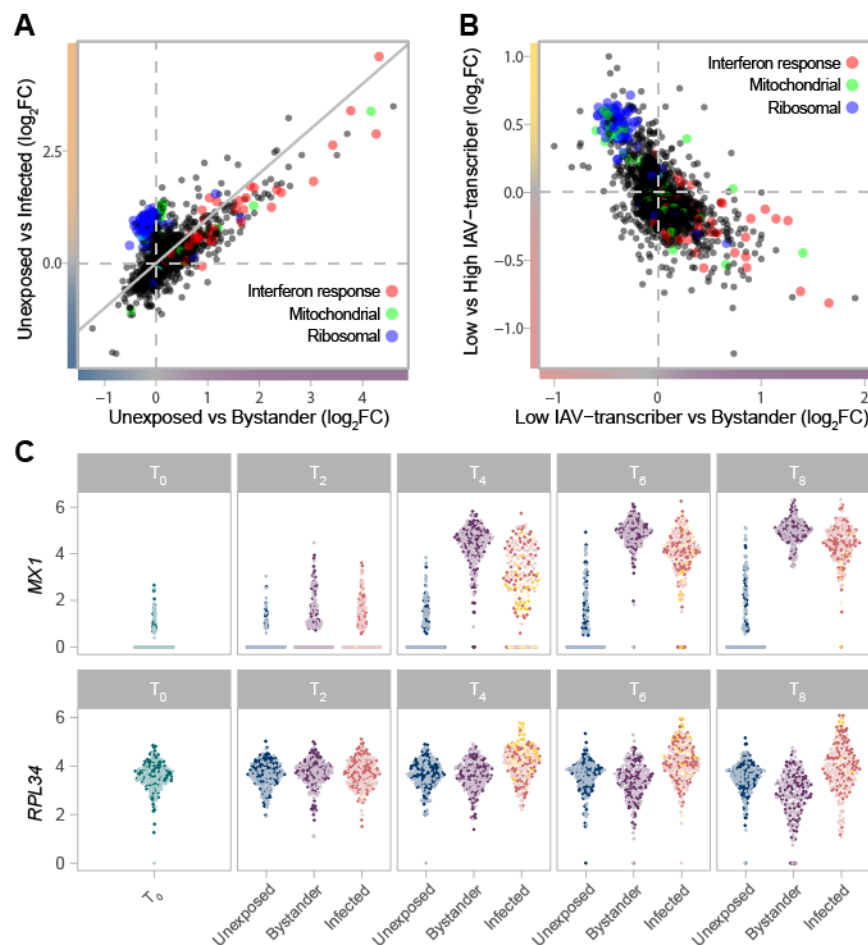 A
Unexposed vs Infected (log₂FC)
2.5
0.0
Interferon response
Mitochondrial
Ribosomal
−1 0 1 2 3 4
Unexposed vs Bystander (log₂FC)
B
Low vs High IAV−transcriber (log₂FC)
1.0
0.5
0.0
−0.5
−1.0
Interferon response
Mitochondrial
Ribosomal
−1 0 1 2
Low IAV−transcriber vs Bystander (log₂FC)
C
T₀ T₂ T₄ T₆ T₈
MX1
6
4
2
0
T₀ T₂ T₄ T₆ T₈
RPL34
6
4
2
0
T₀ Unexposed Bystander Infected Unexposed Bystander Infected Unexposed Bystander Infected Unexposed Bystander Infected